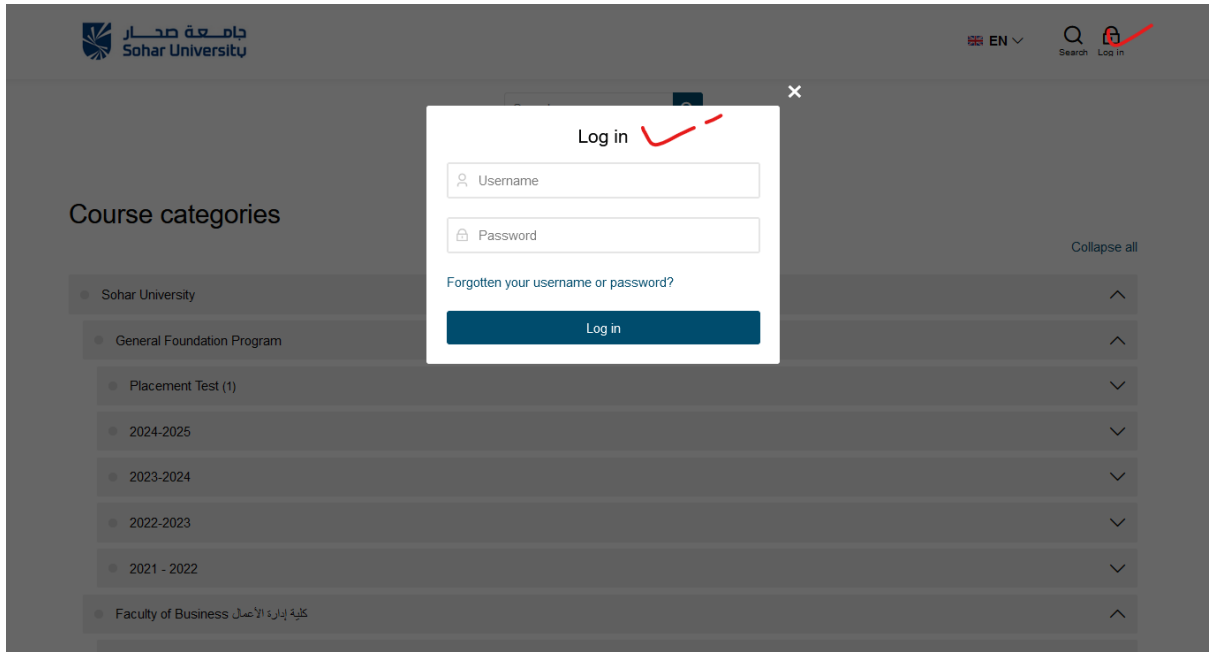 جامعة صحار
Sohar University
EN
Search
Log in
Log in
Username
Password
Forgotten your username or password?
Log in
Course categories
Collapse all
Sohar University
General Foundation Program
Placement Test (1)
2024-2025
2023-2024
2022-2023
2021 - 2022
Faculty of Business كلية إدارة الأعمال